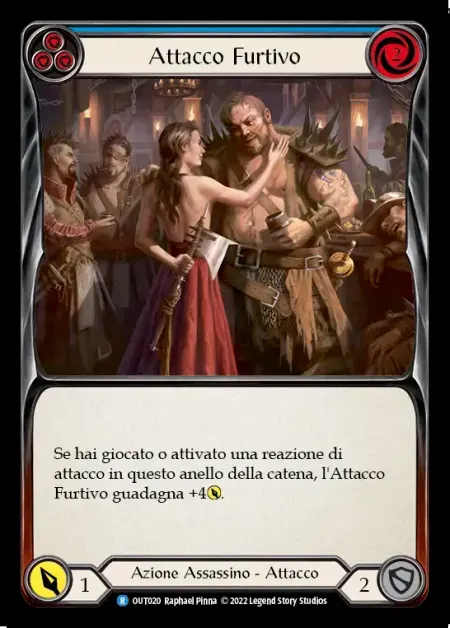 Attacco Furtivo
2
Se hai giocato o attivato una reazione di
attacco in questo anello della catena, l'Attacco
Furtivo guadagna +4.
1
Azione Assassino - Attacco
2
R OUT020 Raphael Pinna © 2022 Legend Story Studios